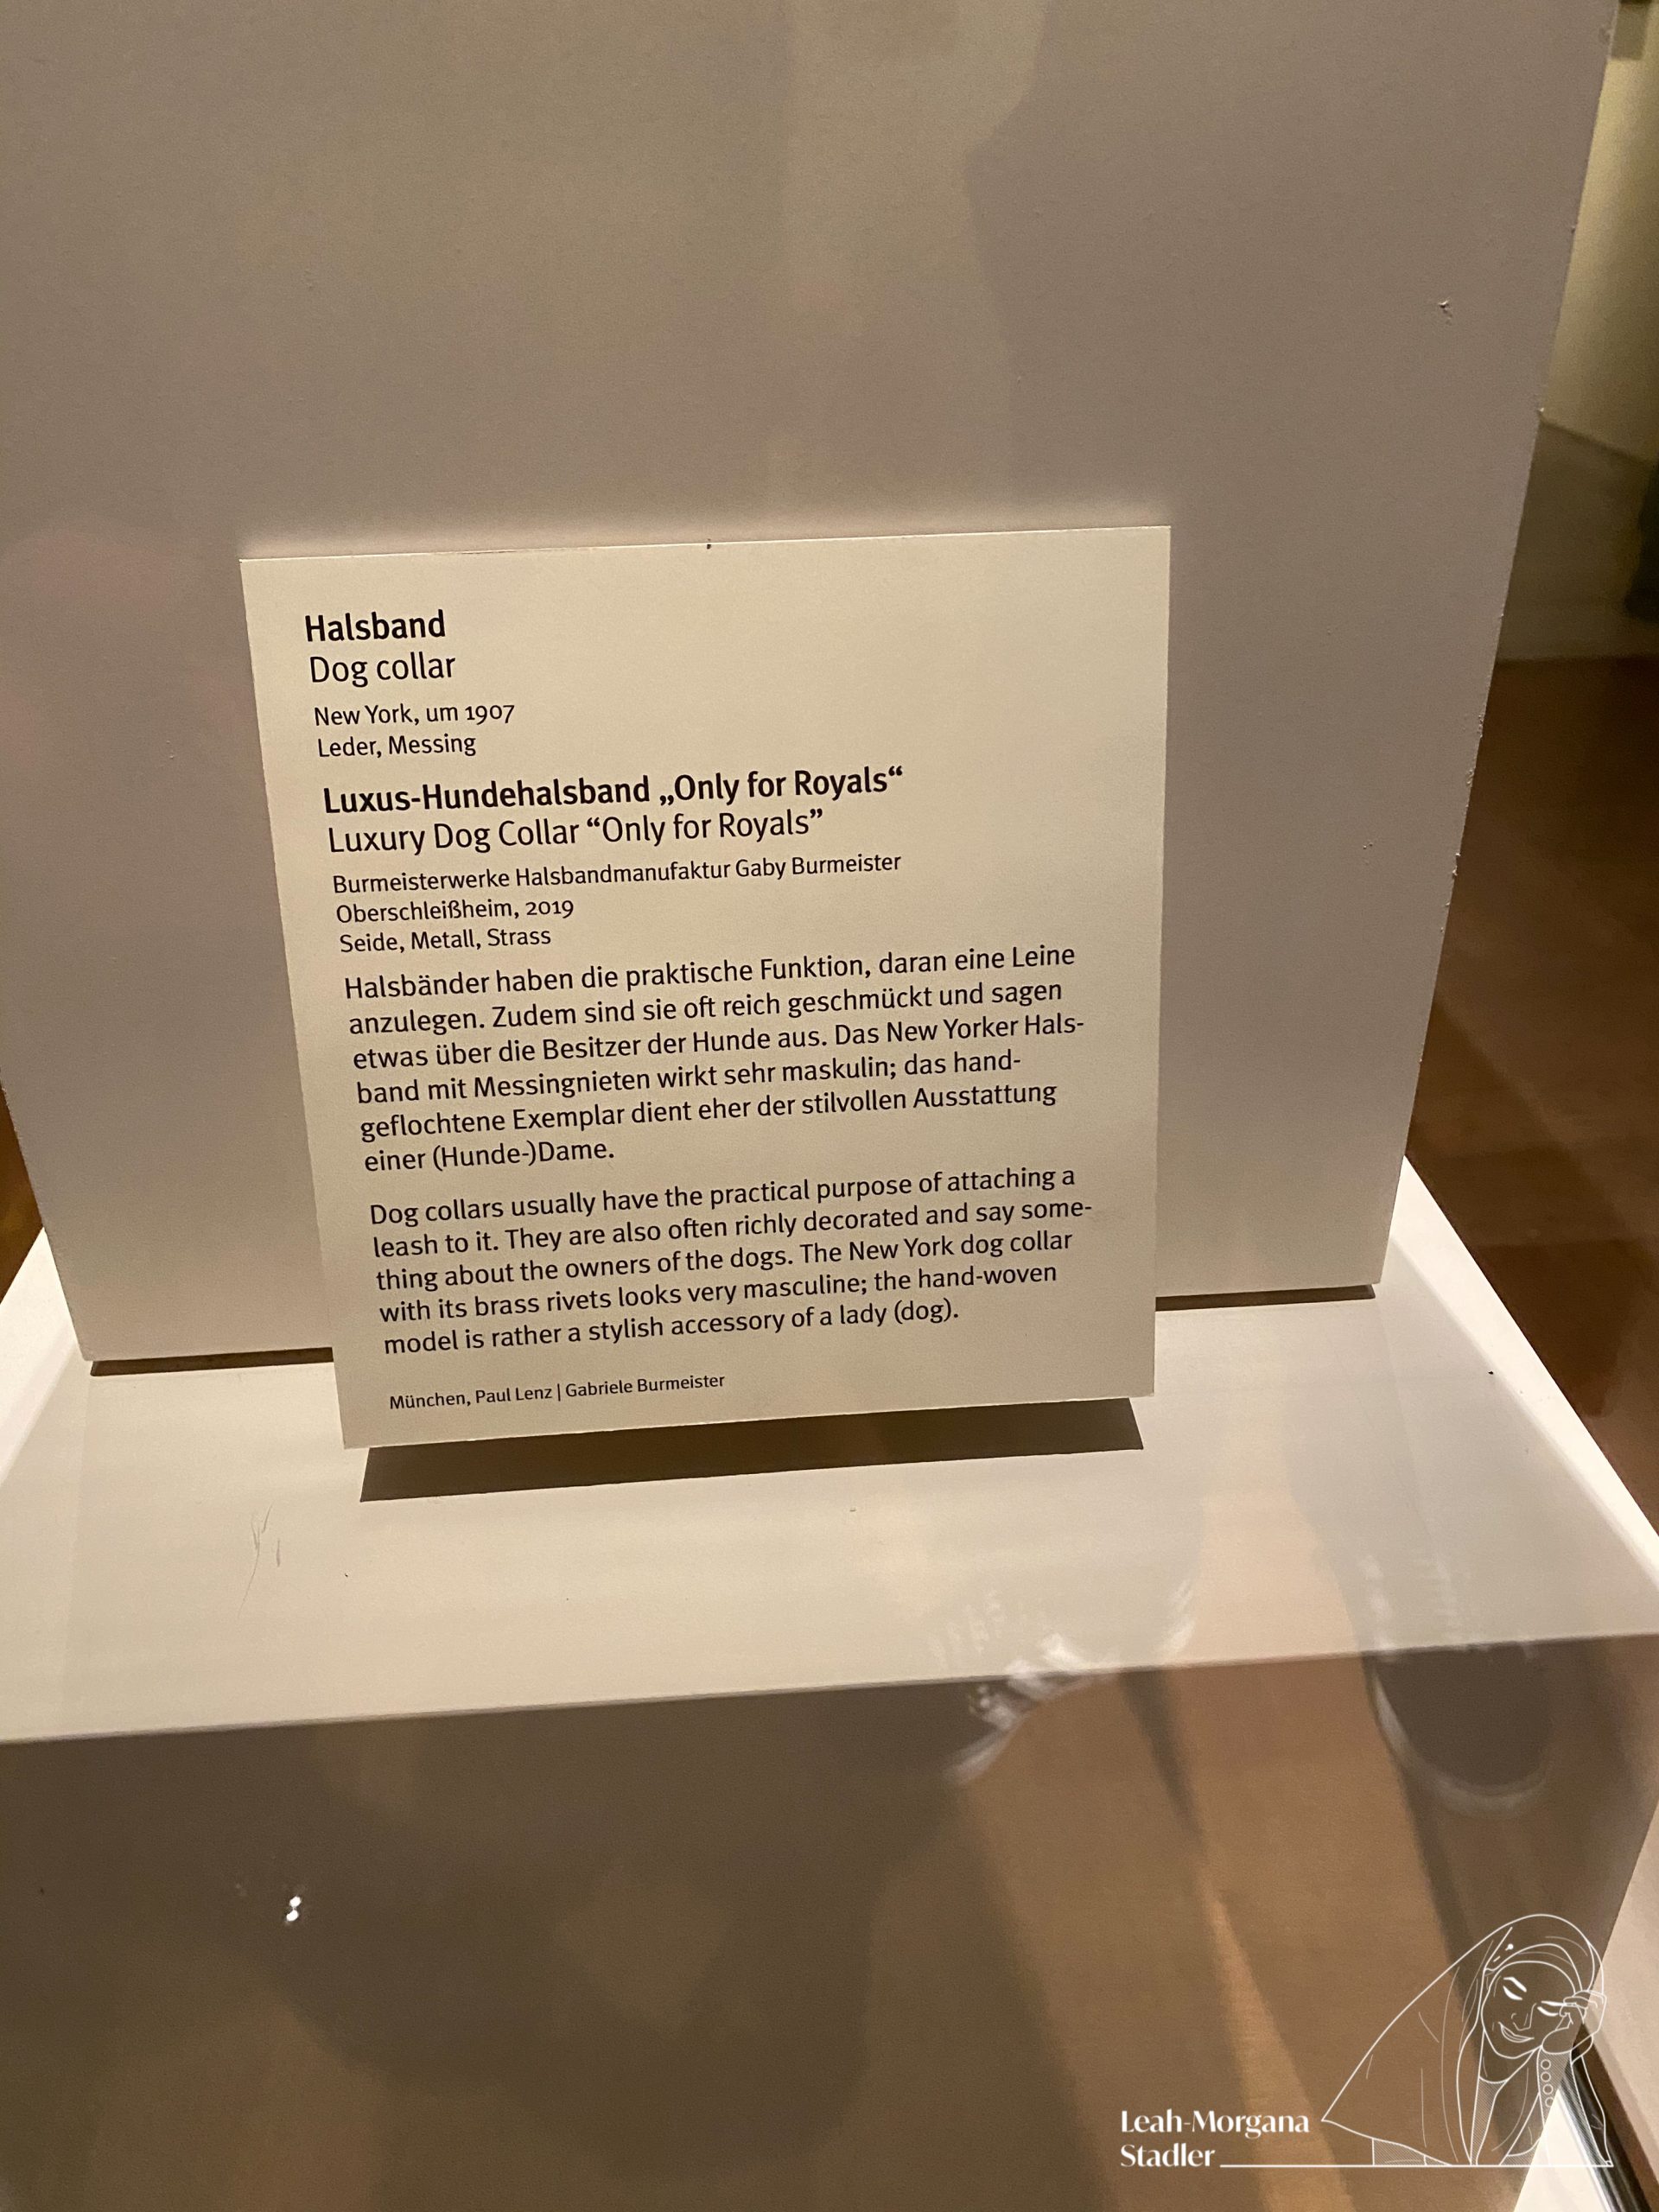 Halsband
Dog collar
New York, um 1907
Leder, Messing
Luxus-Hundehalsband „Only for Royals“
Luxury Dog Collar “Only for Royals”
Burmeisterwerke Halsbandmanufaktur Gaby Burmeister
Oberschleißheim, 2019
Seide, Metall, Strass
Halsbänder haben die praktische Funktion, daran eine Leine
anzulegen. Zudem sind sie oft reich geschmückt und sagen
etwas über die Besitzer der Hunde aus. Das New Yorker Hals-
band mit Messingnieten wirkt sehr maskulin; das hand-
geflochtene Exemplar dient eher der stilvollen Ausstattung
einer (Hunde-)Dame.
Dog collars usually have the practical purpose of attaching a
leash to it. They are also often richly decorated and say some-
thing about the owners of the dogs. The New York dog collar
with its brass rivets looks very masculine; the hand-woven
model is rather a stylish accessory of a lady (dog).
München, Paul Lenz | Gabriele Burmeister
Leah-Morgana
Stadler